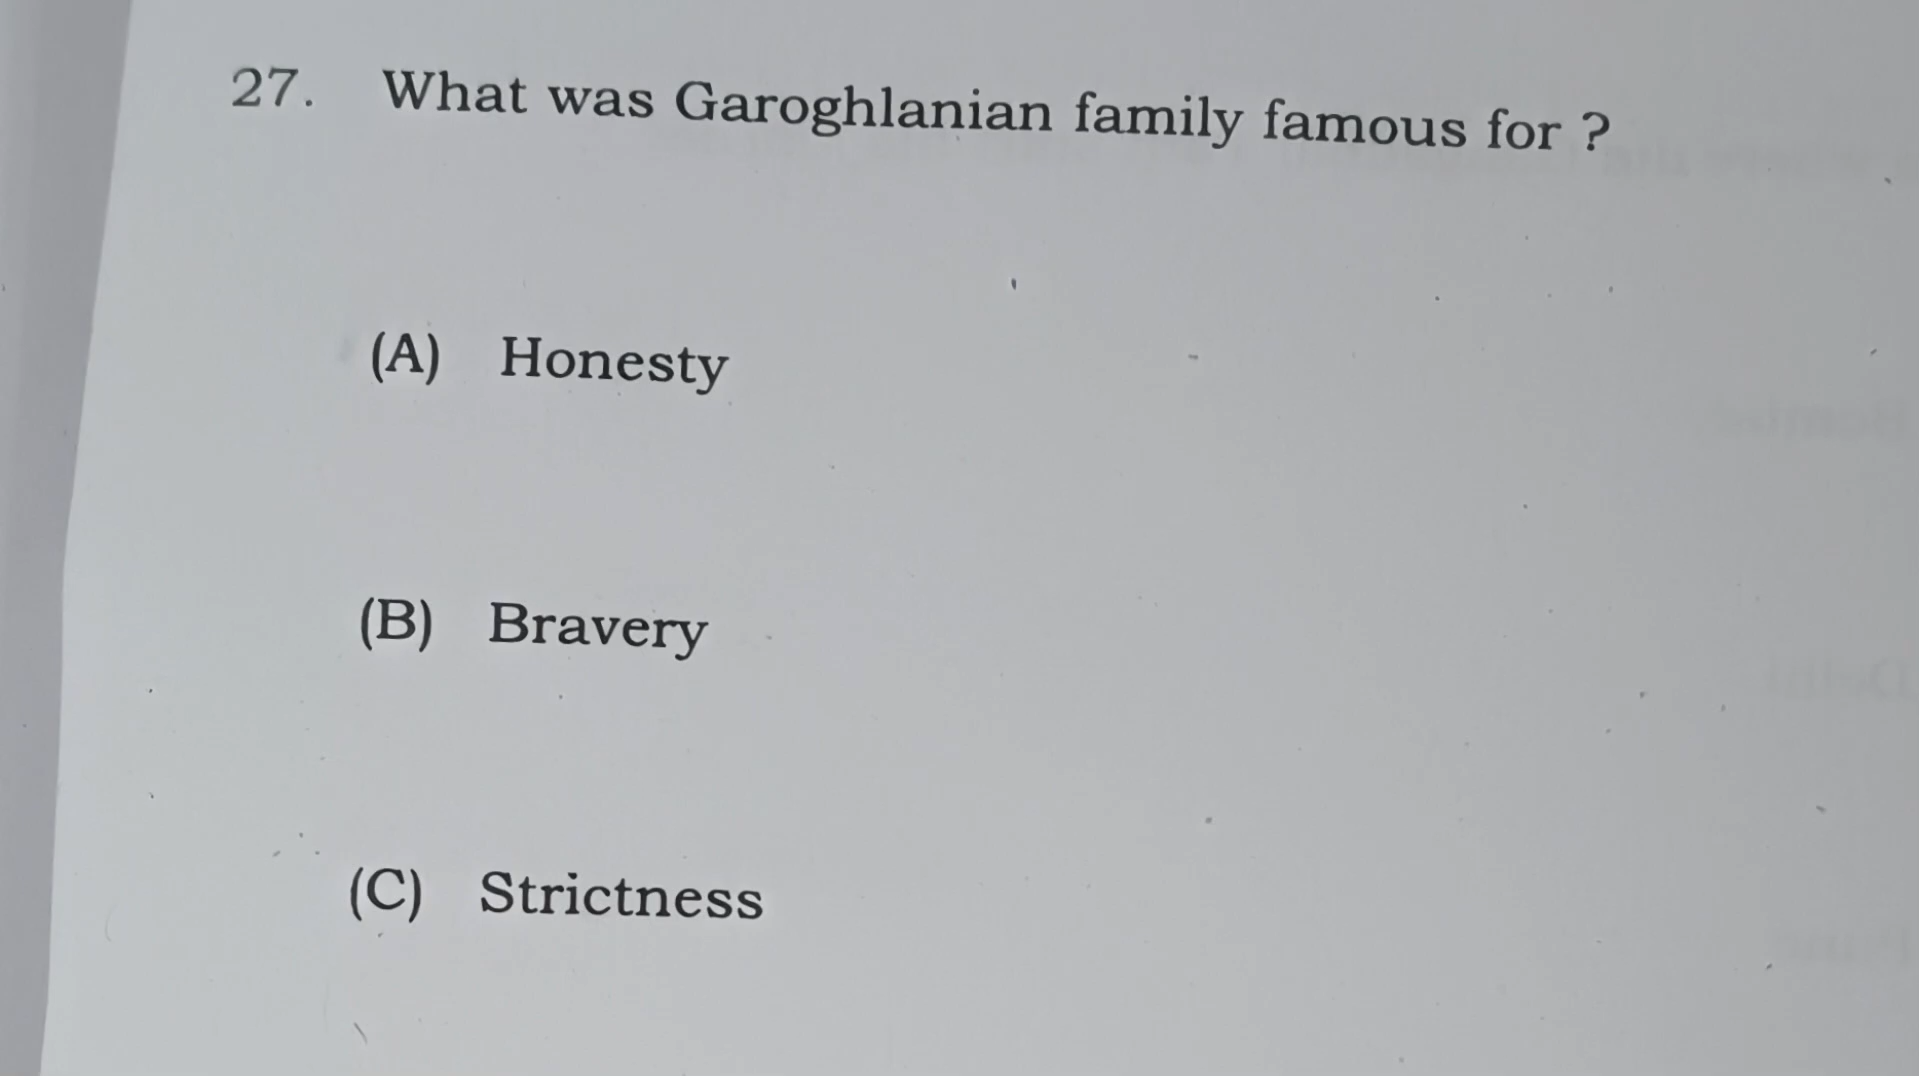 27. What was Garoghlanian family famous for ?
(A) Honesty
(B) Bravery
(C) Strictness